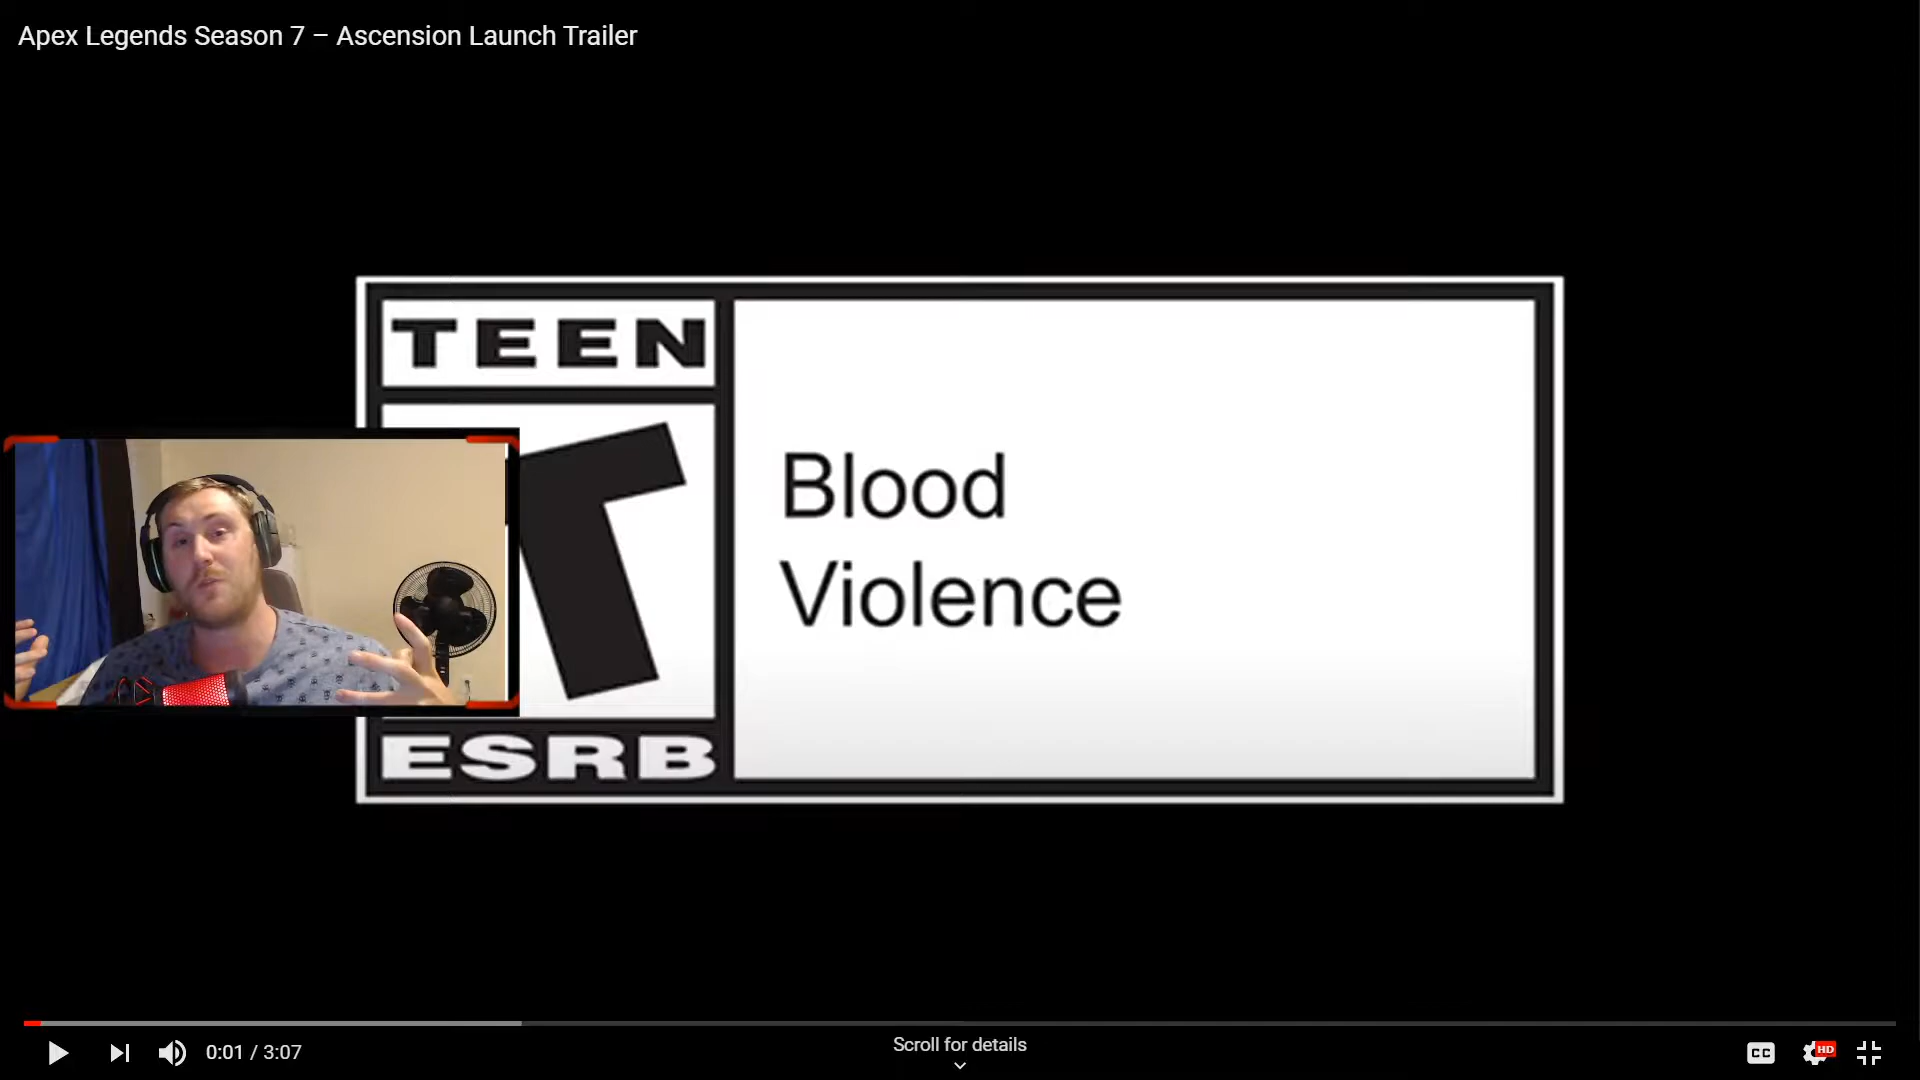 Apex Legends Season 7 – Ascension Launch Trailer
TEEN
T
ESRB
Blood
Violence
0:01 / 3:07
Scroll for details
CC
HD